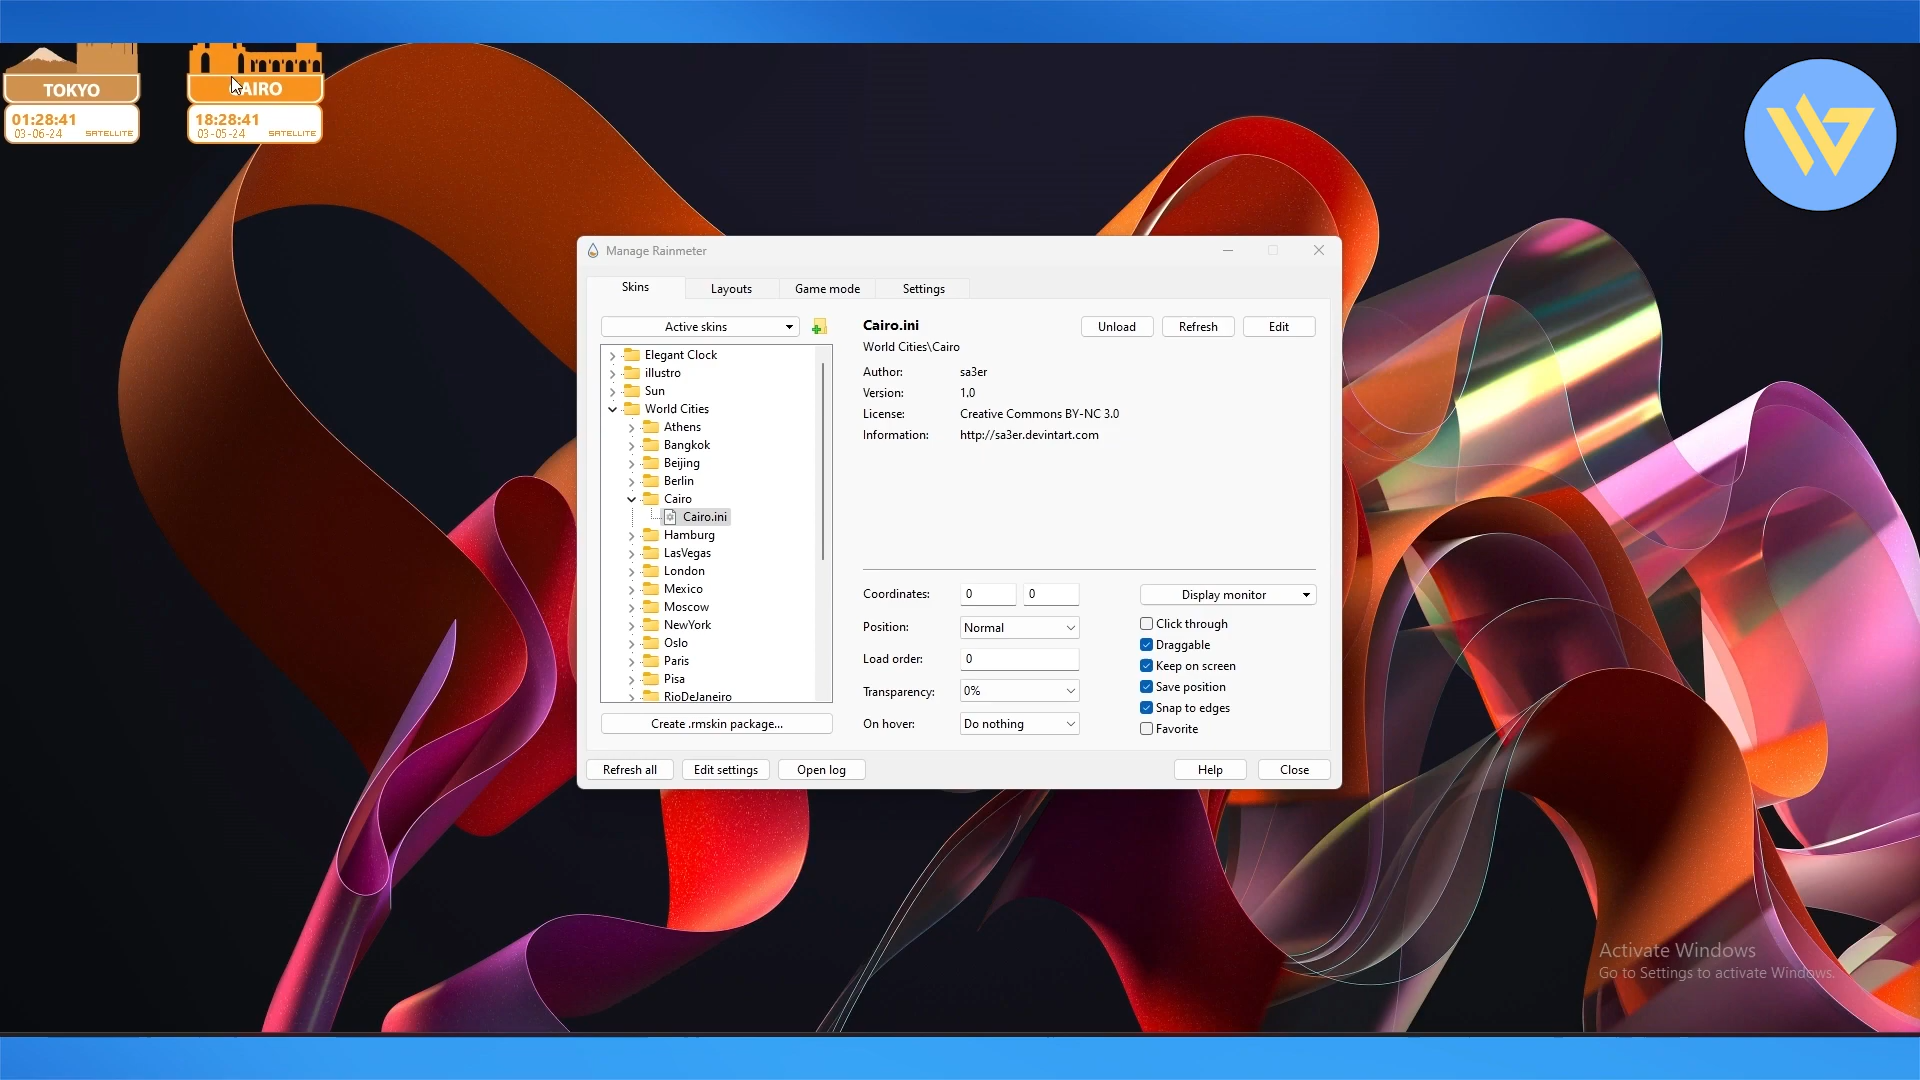 TOKYO
01:28:41
03-06-24 SATELLITE
AIRO
18:28:41
03-05-24 SATELLITE
Manage Rainmeter
Skins Layouts Game mode Settings
Active skins
Elegant Clock
illustro
Sun
World Cities
Athens
Bangkok
Beijing
Berlin
Cairo
Cairo.ini
Hamburg
LasVegas
London
Mexico
Moscow
NewYork
Oslo
Paris
Pisa
RioDeJaneiro
Create .rmskin package...
Cairo.ini Unload Refresh Edit
World Cities\Cairo
Author: sa3er
Version: 1.0
License: Creative Commons BY-NC 3.0
Information: http://sa3er.devintart.com
Coordinates: 0 0
Position: Normal
Load order: 0
Transparency: 0%
On hover: Do nothing
Display monitor
Click through
Draggable
Keep on screen
Save position
Snap to edges
Favorite
Refresh all Edit settings Open log Help Close
Activate Windows
Go to Settings to activate Windows.